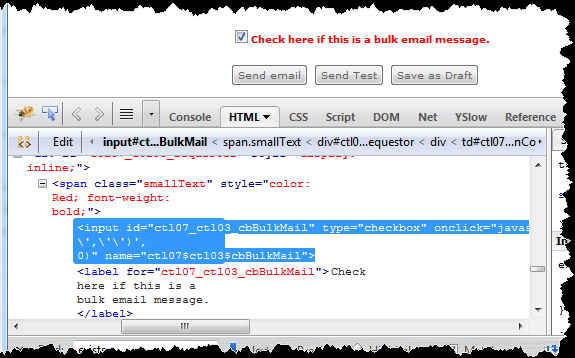 Check here if this is a bulk email message.
Send email Send Test Save as Draft
Console HTML CSS Script DOM Net YSlow Reference
Edit input#ct...BulkMail < span.smallText < div#ctl0...equestor < div < td#ctl07...nCo
inline;">
<span class="smallText" style="color:
Red; font-weight:
bold;">
<input id="ctl07_ctl03_cbBulkMail" type="checkbox" onclick="javas
\',\'\')',
0)" name="ctl07$ctl03$cbBulkMail">
<label for="ctl07_ctl03_cbBulkMail">Check
here if this is a
bulk email message.
</label>